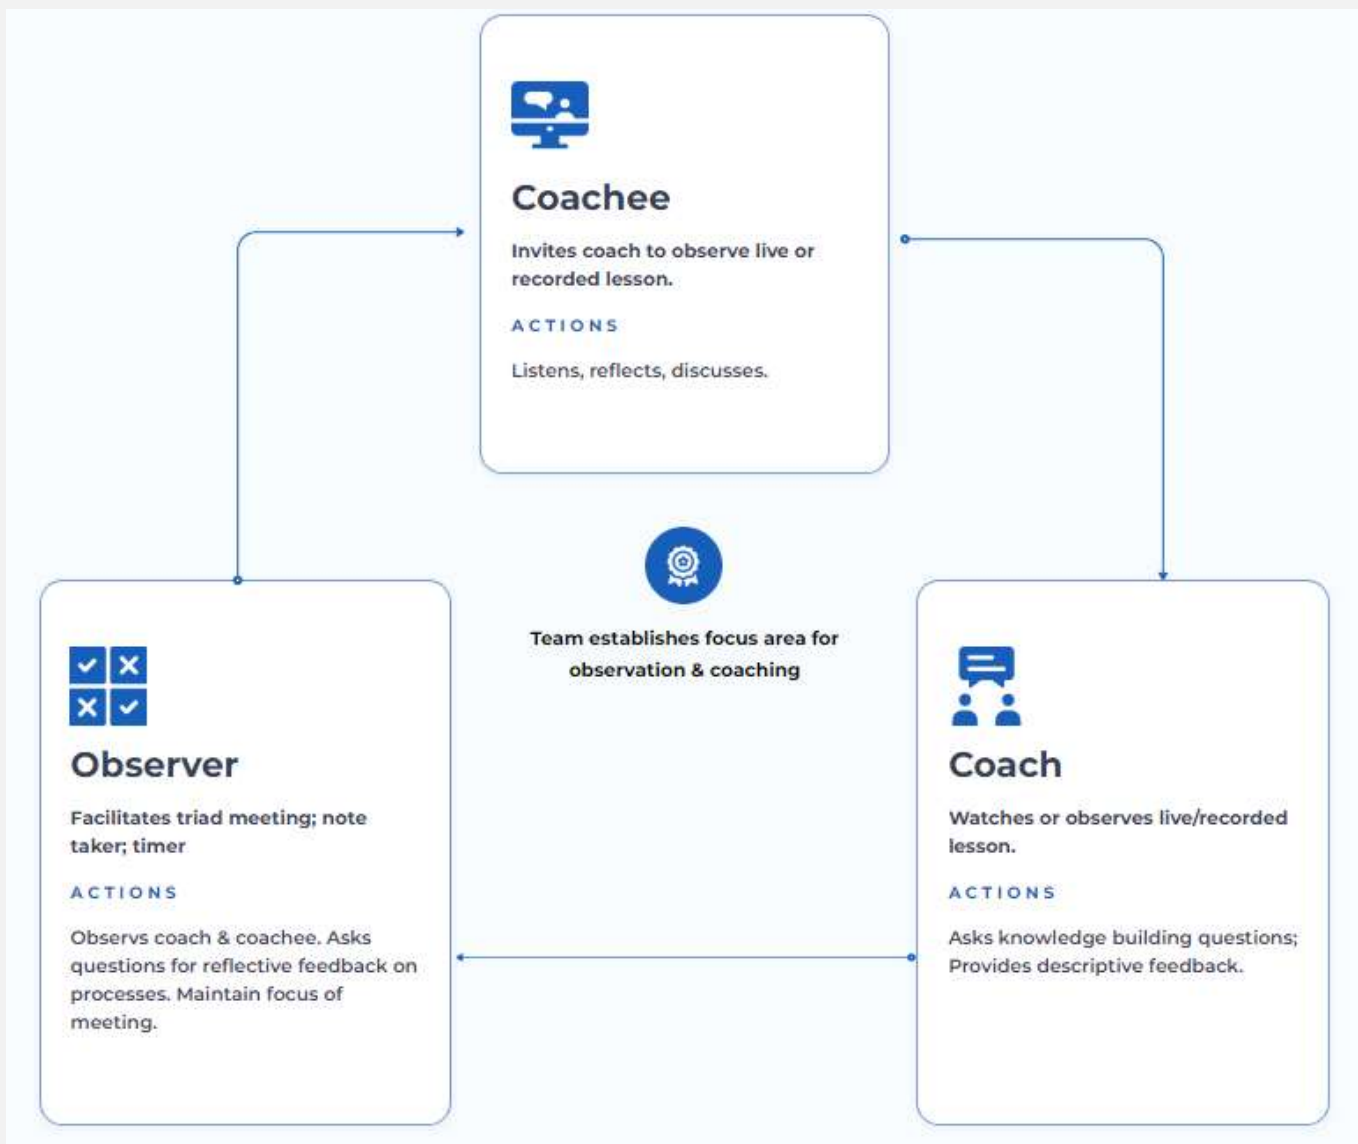 Coachee
Invites coach to observe live or
recorded lesson.
ACTIONS
Listens, reflects, discusses.
Team establishes focus area for
observation & coaching
Observer
Facilitates triad meeting; note
taker; timer
ACTIONS
Observs coach & coachee. Asks
questions for reflective feedback on
processes. Maintain focus of
meeting.
Coach
Watches or observes live/recorded
lesson.
ACTIONS
Asks knowledge building questions;
Provides descriptive feedback.